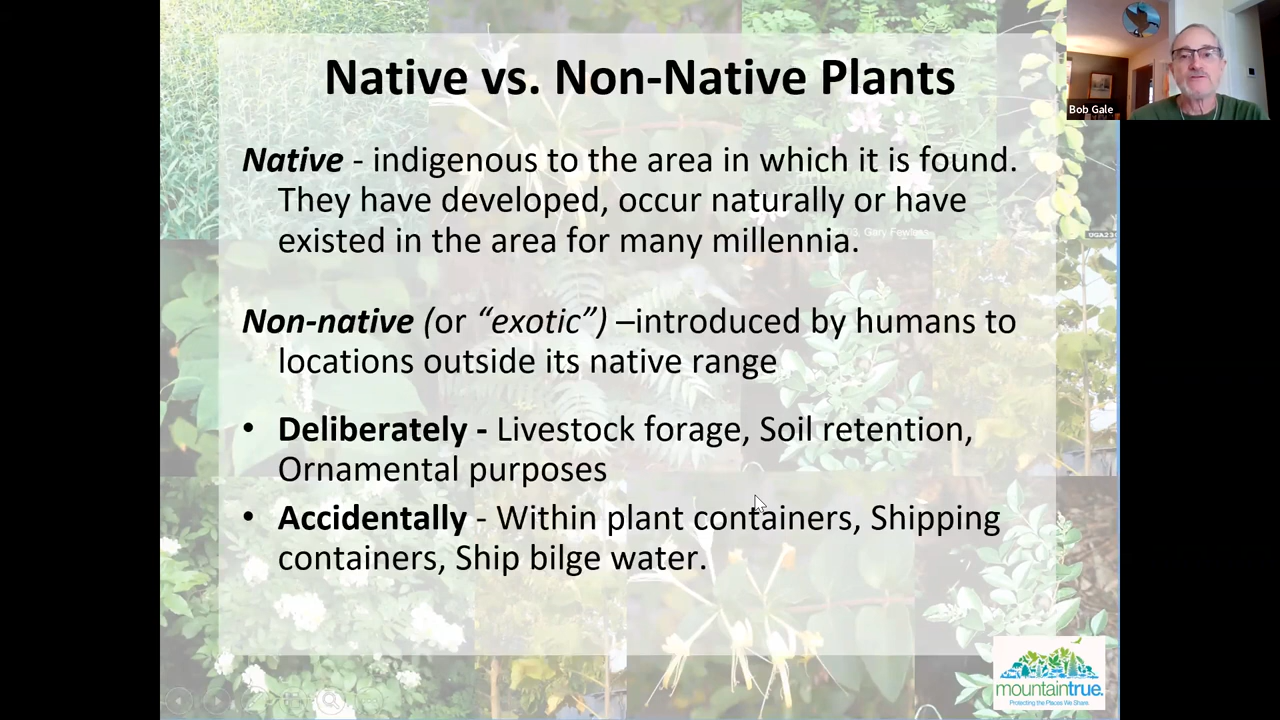 Native vs. Non-Native Plants
Native - indigenous to the area in which it is found.
They have developed, occur naturally or have
existed in the area for many millennia.
Non-native (or “exotic”) –introduced by humans to
locations outside its native range
• Deliberately - Livestock forage, Soil retention,
Ornamental purposes
• Accidentally - Within plant containers, Shipping
containers, Ship bilge water.
Bob Gale
mountaintrue.
Protecting the Places We Share